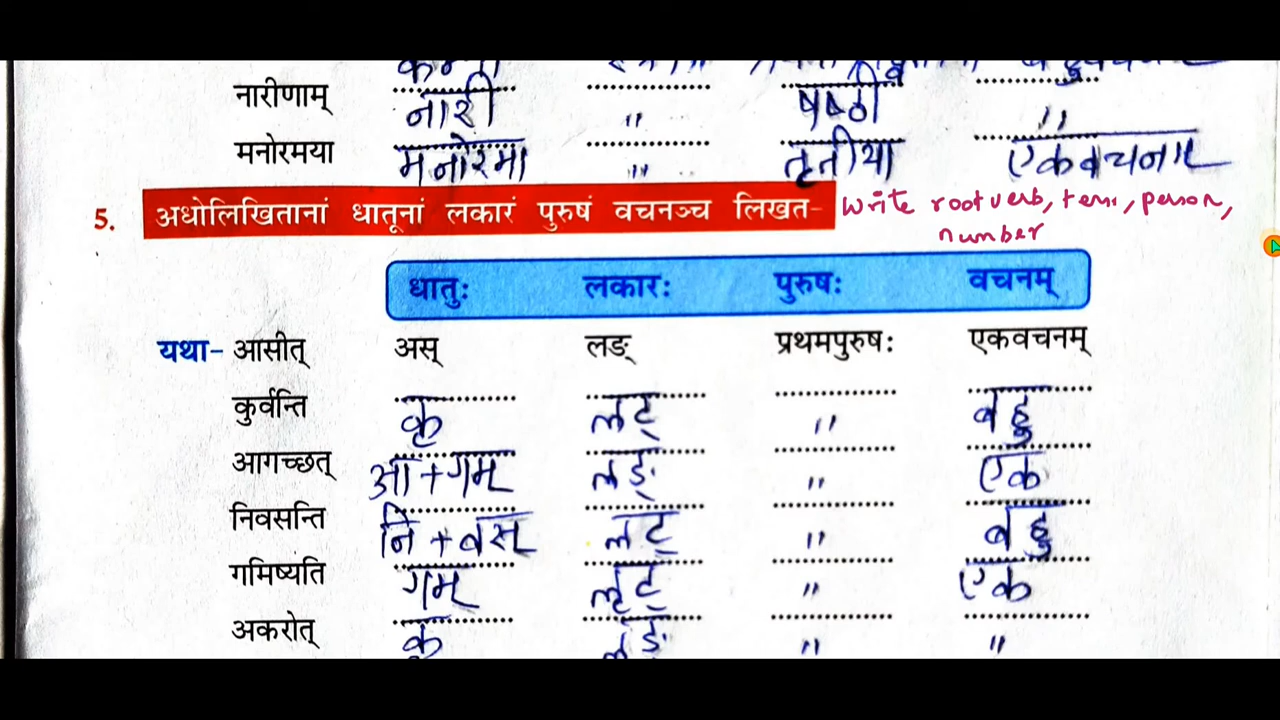 नारीणाम् नारी " षष्ठी "
मनोरमया मनोरमा " तृतीया एकवचनम्
5. अधोलिखितानां धातूनां लकारं पुरुषं वचनञ्च लिखत- write root verb, tens, person,
number
धातुः लकारः पुरुषः वचनम्
यथा- आसीत् अस् लङ् प्रथमपुरुषः एकवचनम्
कुर्वन्ति कृ लट् " बहु
आगच्छत् आ+गम् लङ् " एक
निवसन्ति नि+वस् लट् " बहु
गमिष्यति गम् लृट् " एक
अकरोत् कृ लङ् " "